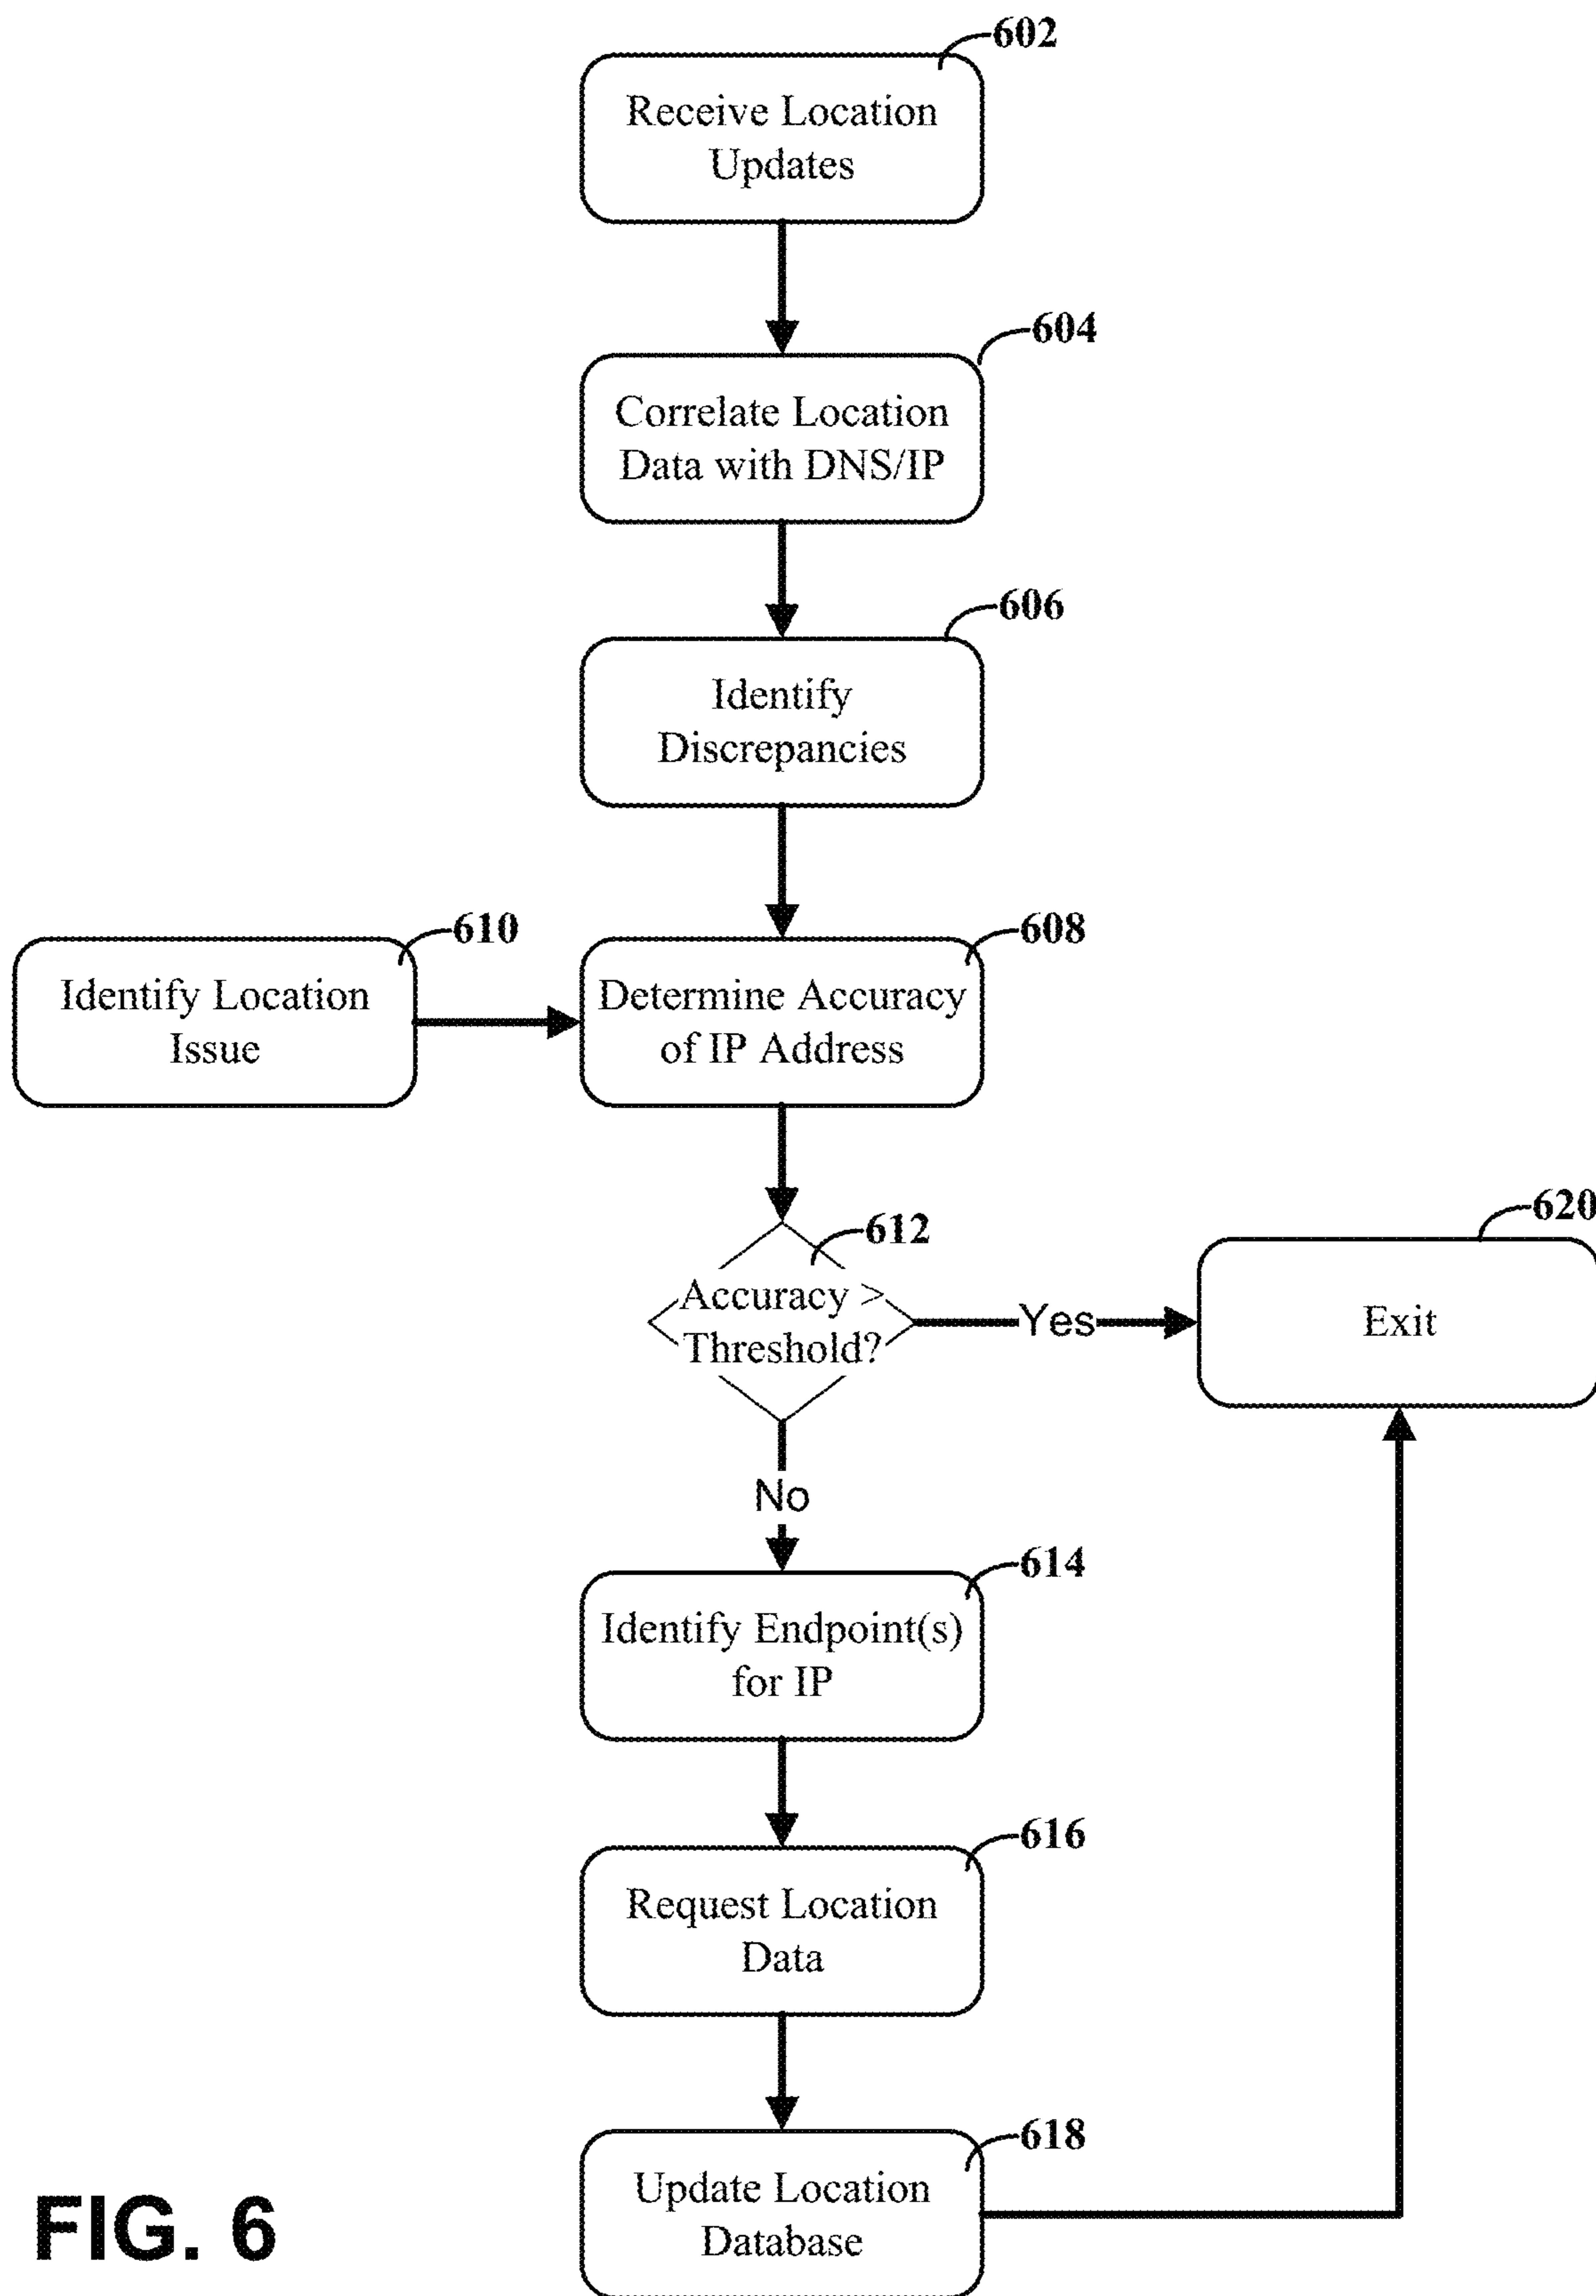 602
Receive Location
Updates
604
Correlate Location
Data with DNS/IP
606
Identify
Discrepancies
610
Identify Location
Issue
608
Determine Accuracy
of IP Address
612
Accuracy >
Threshold?
Yes
620
Exit
No
614
Identify Endpoint(s)
for IP
616
Request Location
Data
618
Update Location
Database
FIG. 6